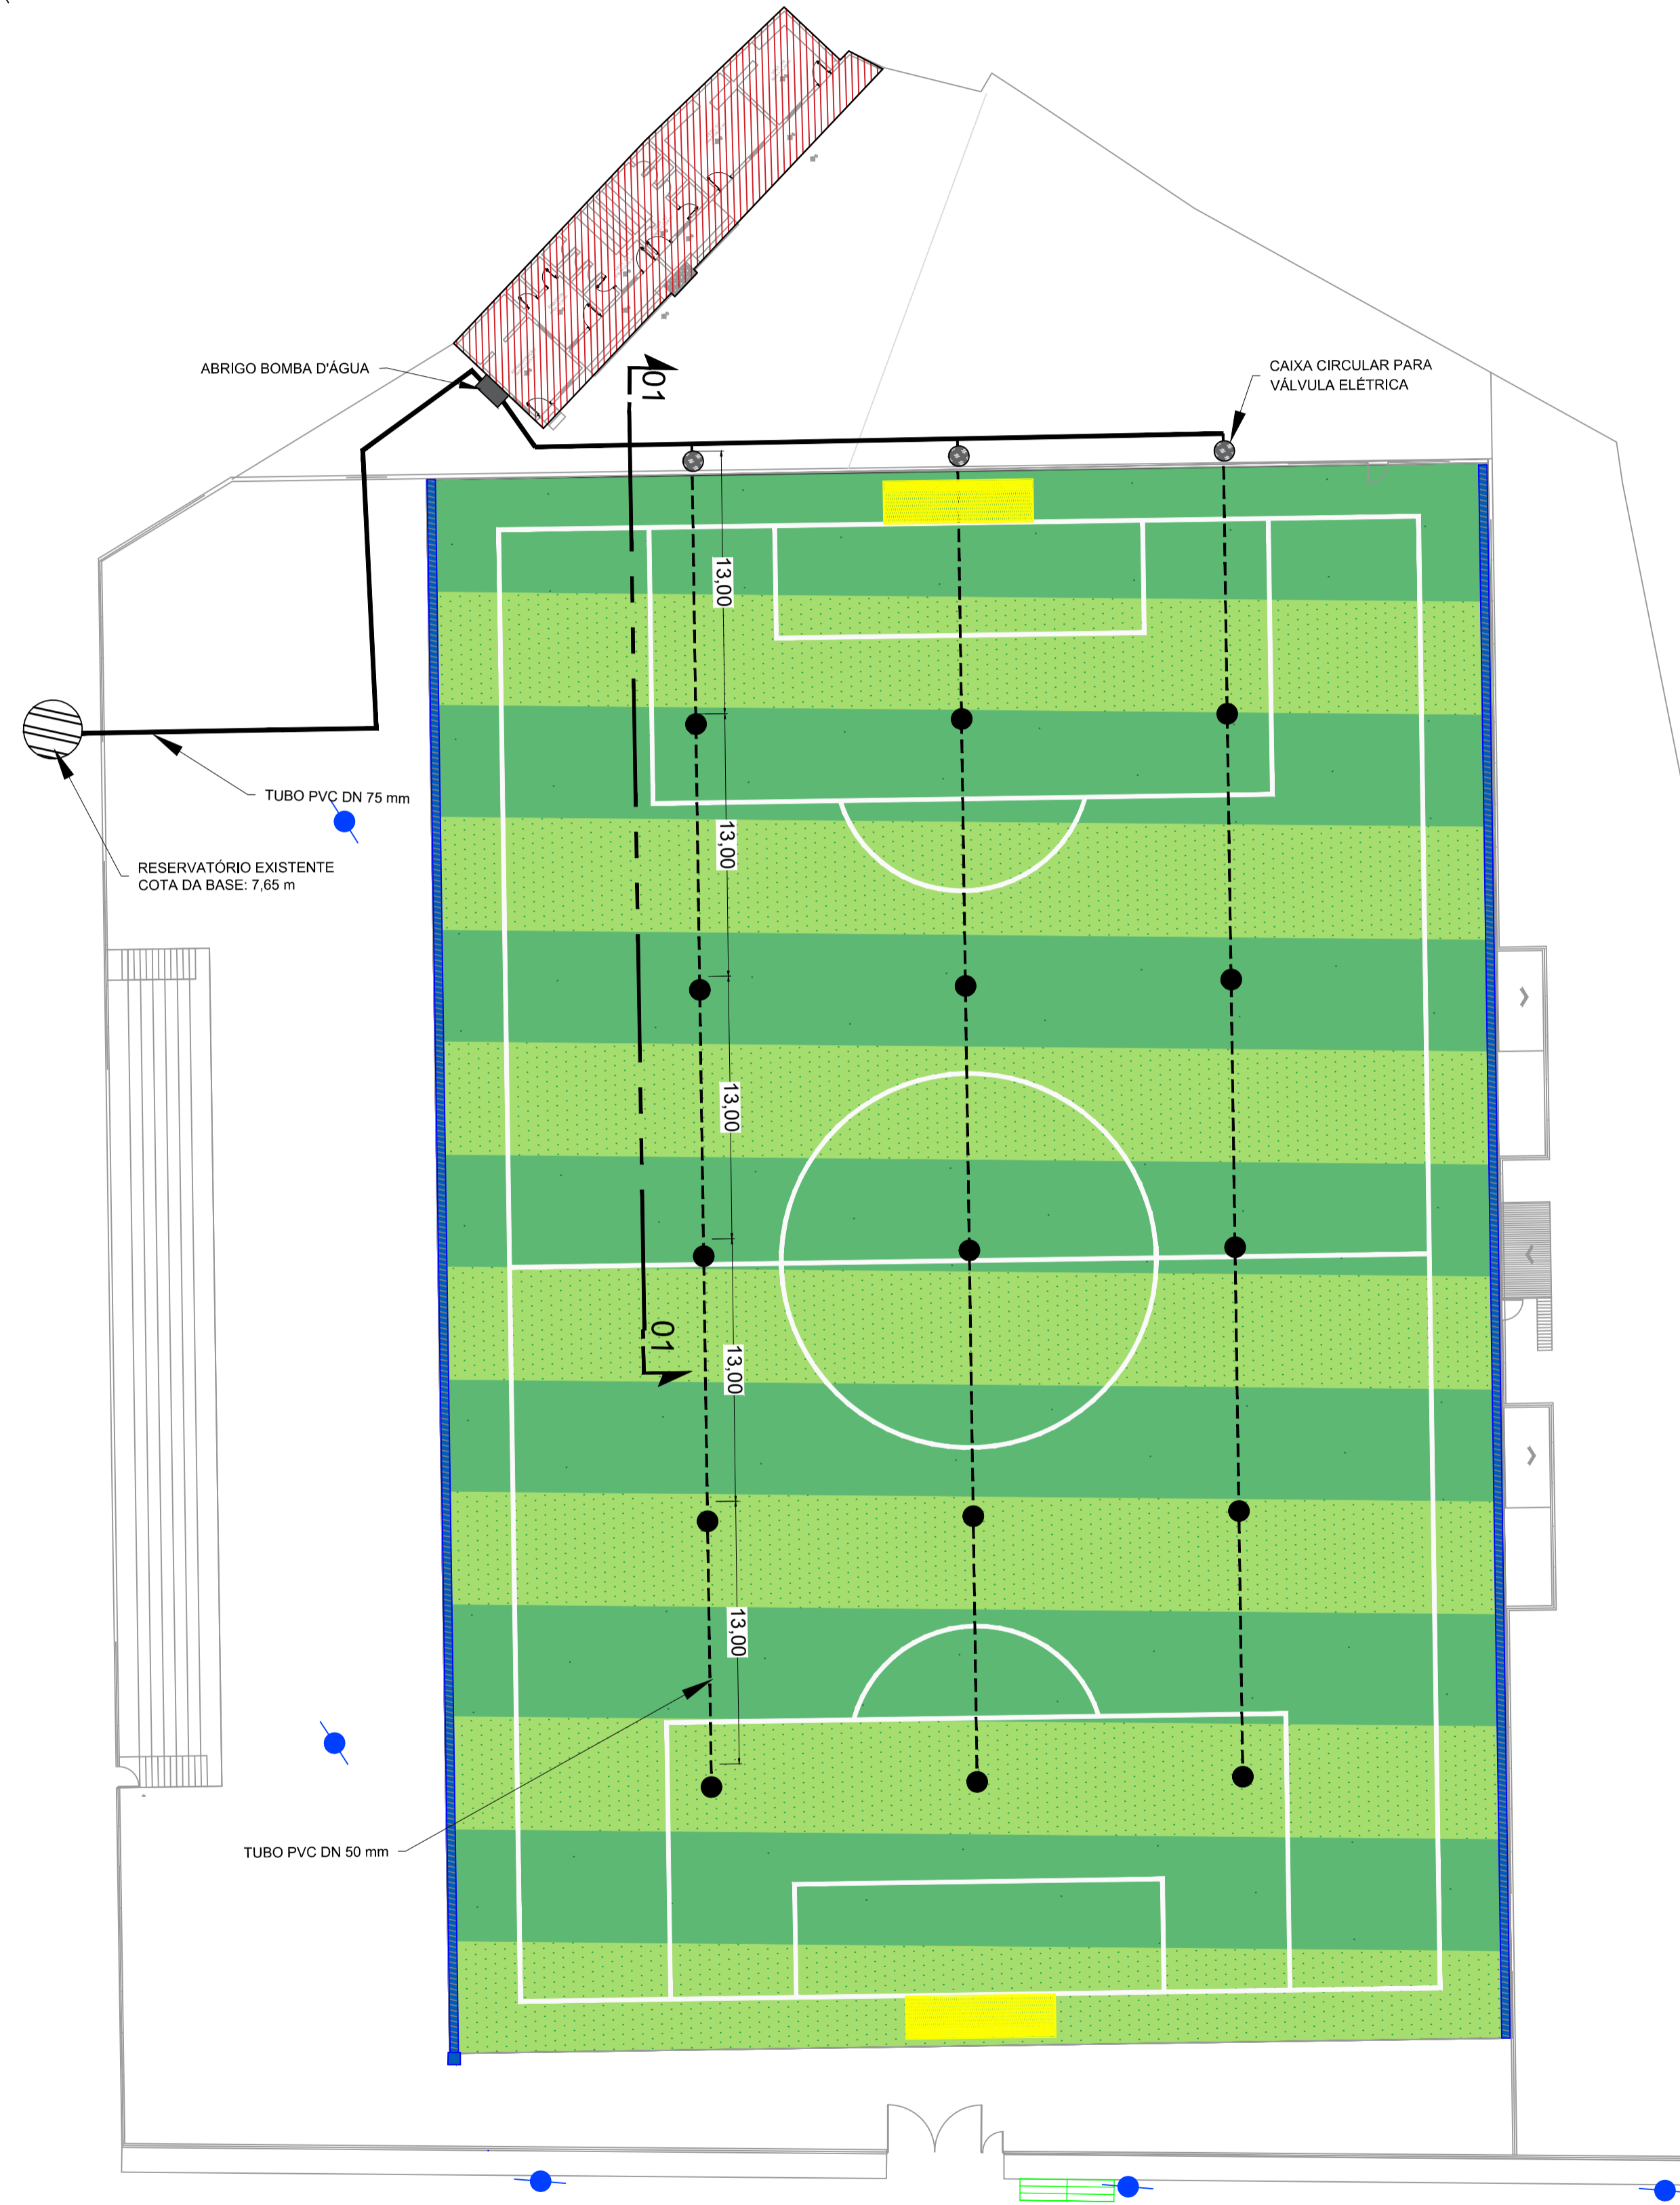 ABRIGO BOMBA D'ÁGUA
01
CAIXA CIRCULAR PARA
VÁLVULA ELÉTRICA
13,00
TUBO PVC DN 75 mm
13,00
RESERVATÓRIO EXISTENTE
COTA DA BASE: 7,65 m
13,00
01
13,00
13,00
TUBO PVC DN 50 mm